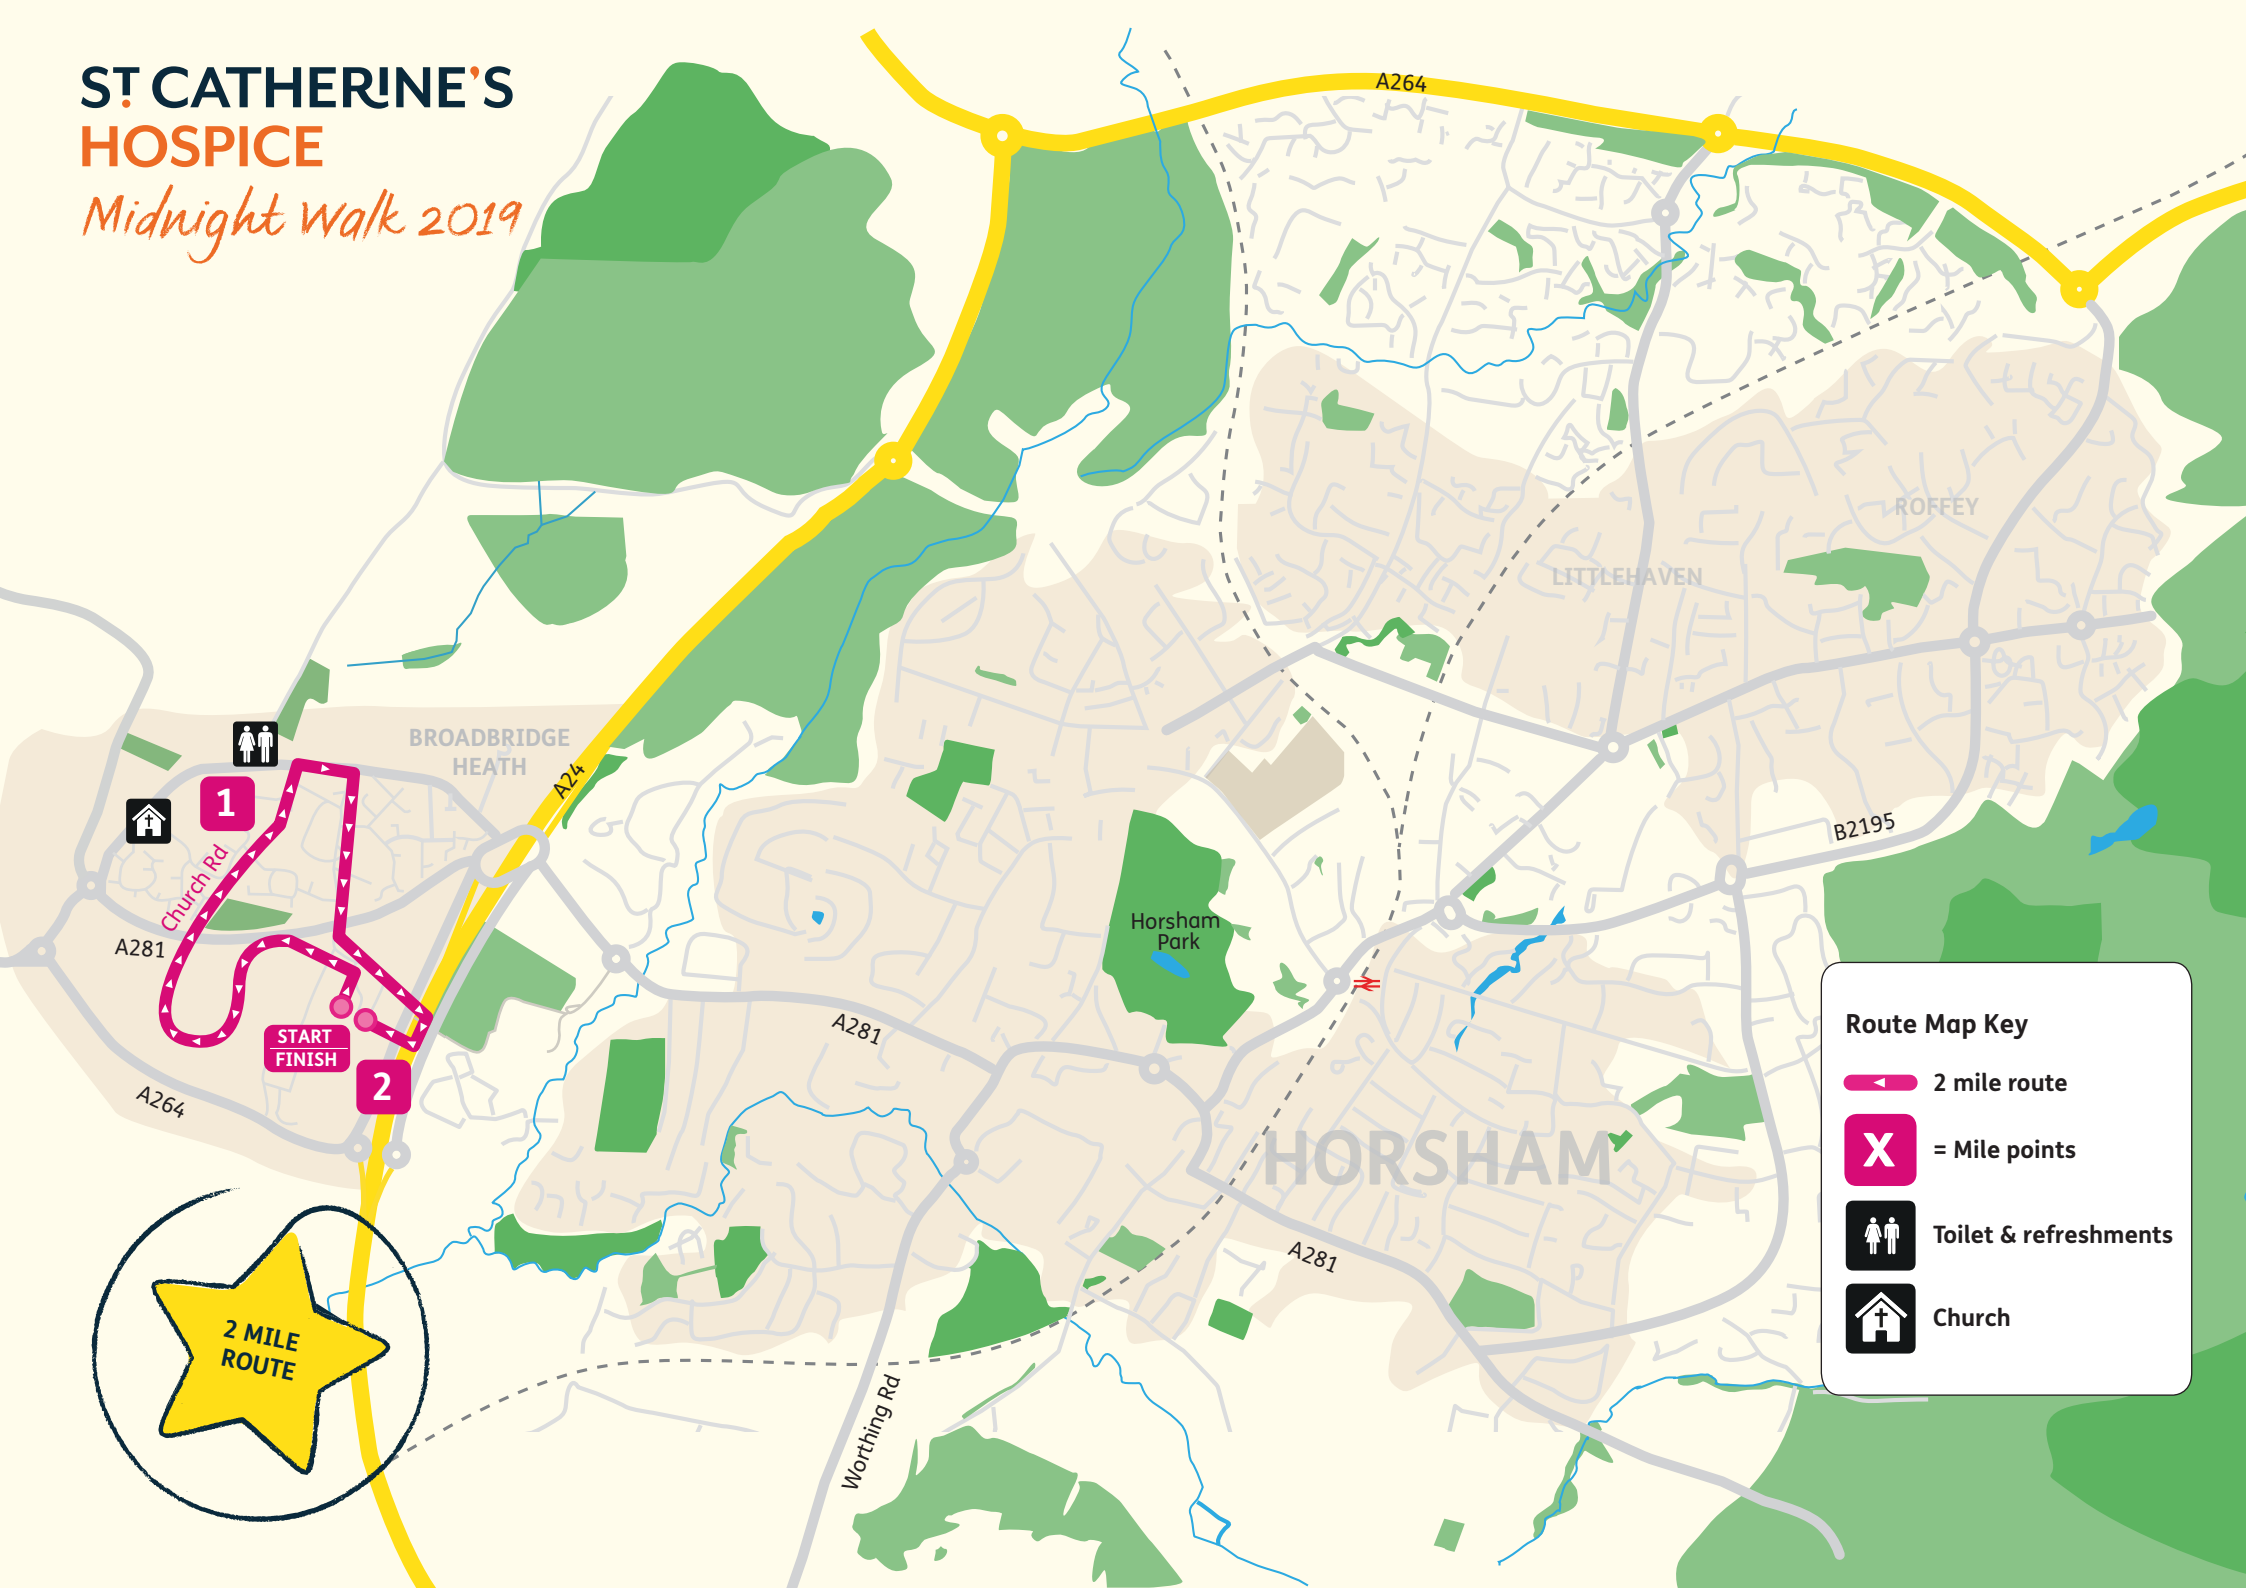 ST CATHERINE'S
HOSPICE
Midnight Walk 2019
A264
ROFFEY
LITTLEHAVEN
BROADBRIDGE
HEATH
A24
1
Church Rd
A281
B2195
Horsham
Park
START
FINISH
2
A264
A281
HORSHAM
A281
Worthing Rd
2 MILE
ROUTE
Route Map Key
2 mile route
X = Mile points
Toilet & refreshments
Church